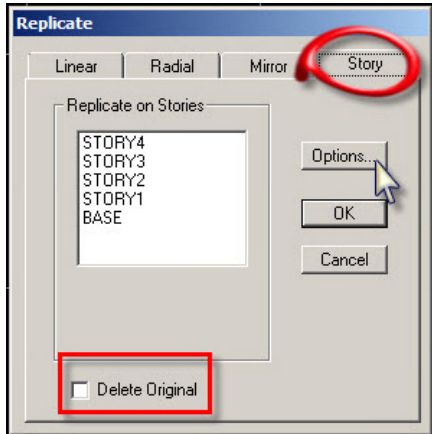 Replicate
Linear Radial Mirror Story
Replicate on Stories
STORY4
STORY3
STORY2
STORY1
BASE
Options...
OK
Cancel
Delete Original